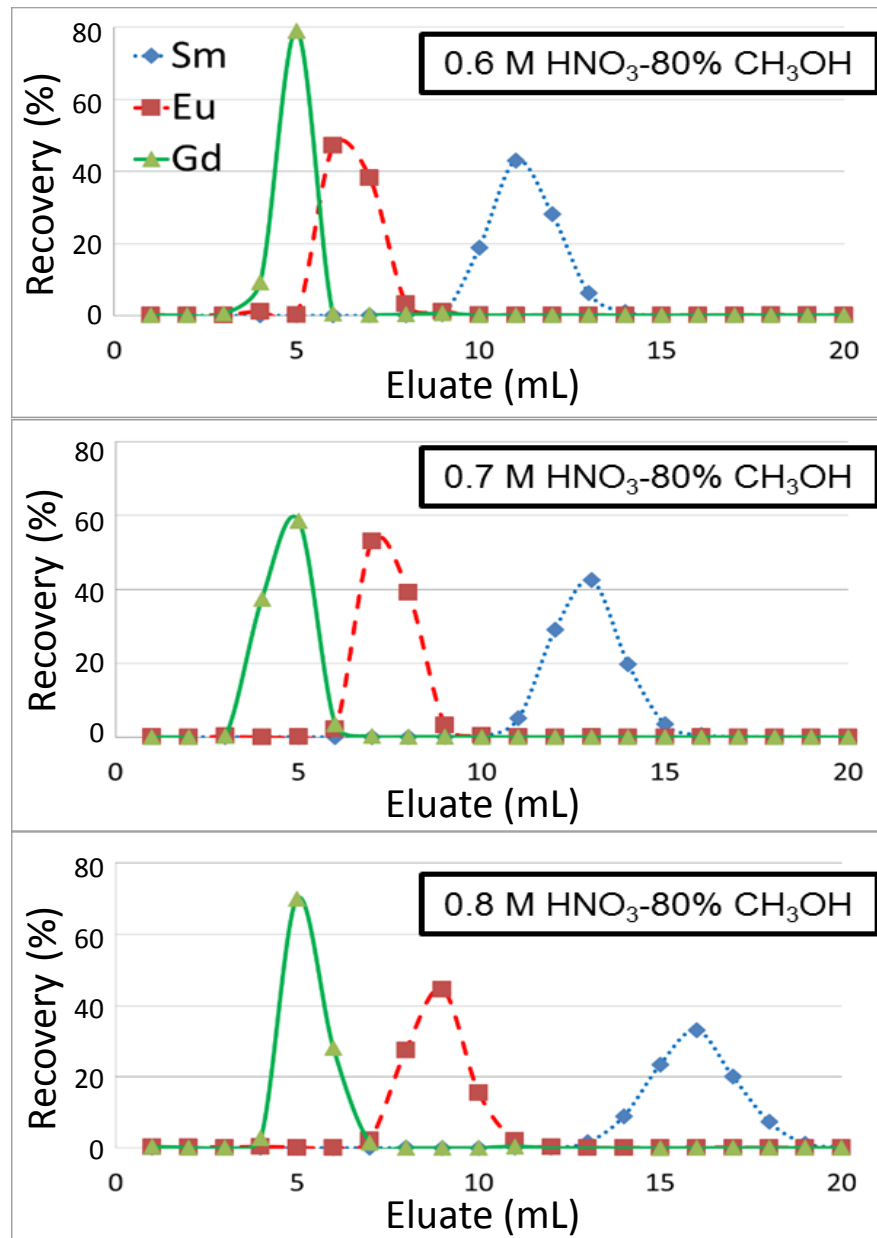 80
60
40
20
0
Recovery (%)
Sm
Eu
Gd
0.6 M HNO₃-80% CH₃OH
0 5 10 15 20
Eluate (mL)
80
60
40
20
0
Recovery (%)
0.7 M HNO₃-80% CH₃OH
0 5 10 15 20
Eluate (mL)
80
60
40
20
0
Recovery (%)
0.8 M HNO₃-80% CH₃OH
0 5 10 15 20
Eluate (mL)